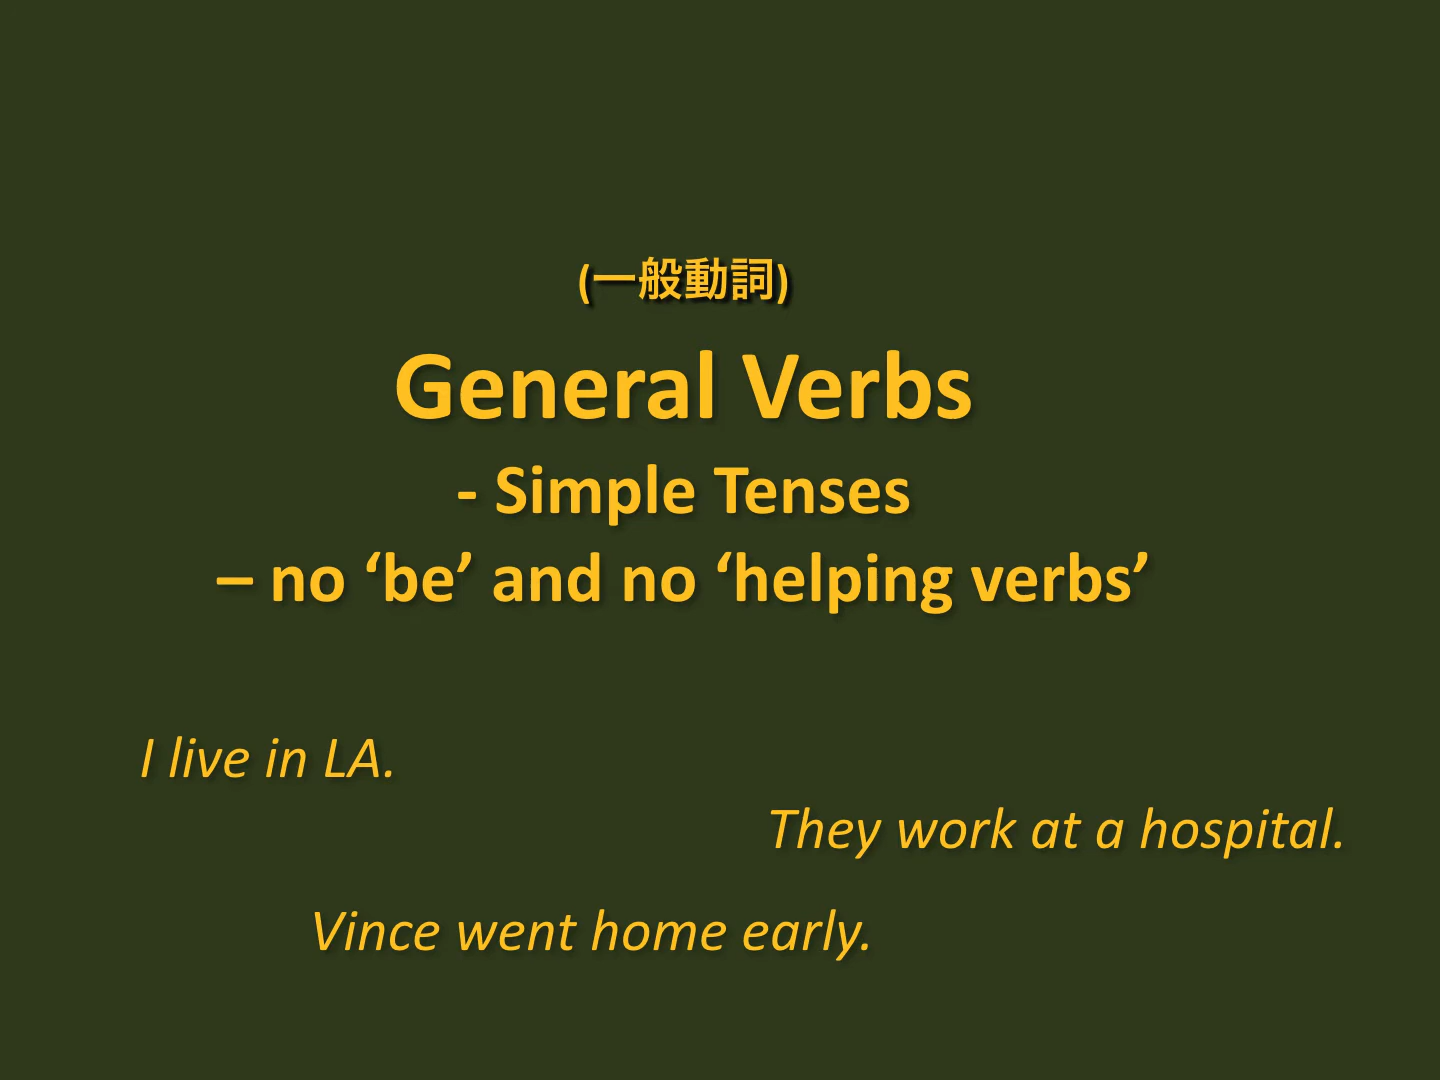 (一般動詞)
General Verbs
- Simple Tenses
– no ‘be’ and no ‘helping verbs’
I live in LA.
They work at a hospital.
Vince went home early.